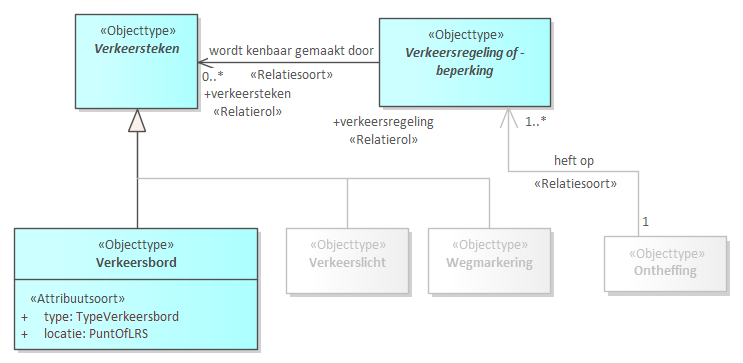 «Objecttype»
Verkeersteken
«Objecttype»
Verkeersregeling of -
beperking
wordt kenbaar gemaakt door
0..*
«Relatiesoort»
+verkeersteken
«Relatierol»
+verkeersregeling
«Relatierol»
1..*
heft op
«Relatiesoort»
1
«Objecttype»
Verkeersbord
«Attribuutsoort»
+ type: TypeVerkeersbord
+ locatie: PuntOfLRS
«Objecttype»
Verkeerslicht
«Objecttype»
Wegmarkering
«Objecttype»
Ontheffing